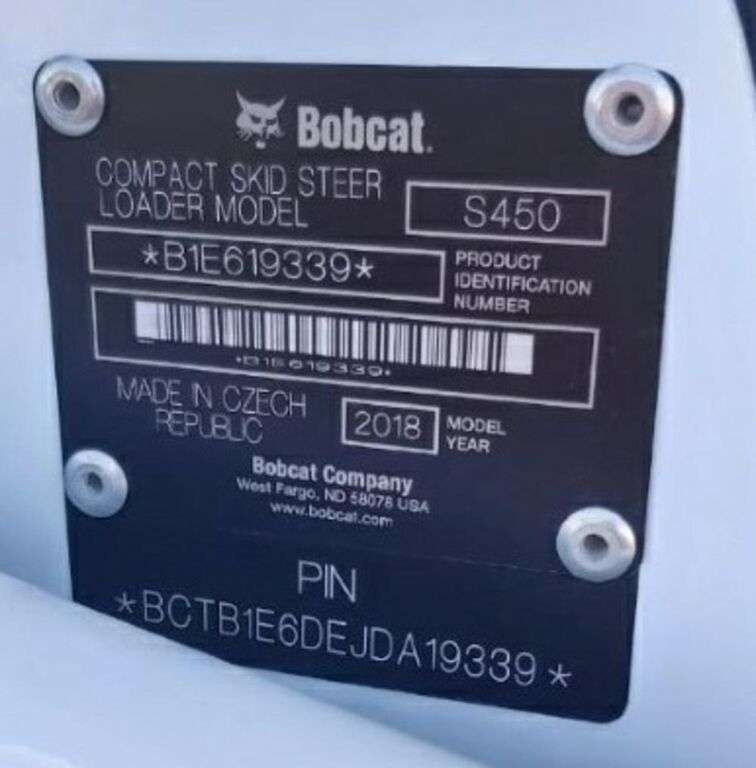 Bobcat.
COMPACT SKID STEER
LOADER MODEL
S450
*B1E619339*
PRODUCT
IDENTIFICATION
NUMBER
*B1E619339*
MADE IN CZECH
REPUBLIC
2018
MODEL
YEAR
Bobcat Company
West Fargo, ND 58078 USA
www.bobcat.com
PIN
*BCTB1E6DEJDA19339*